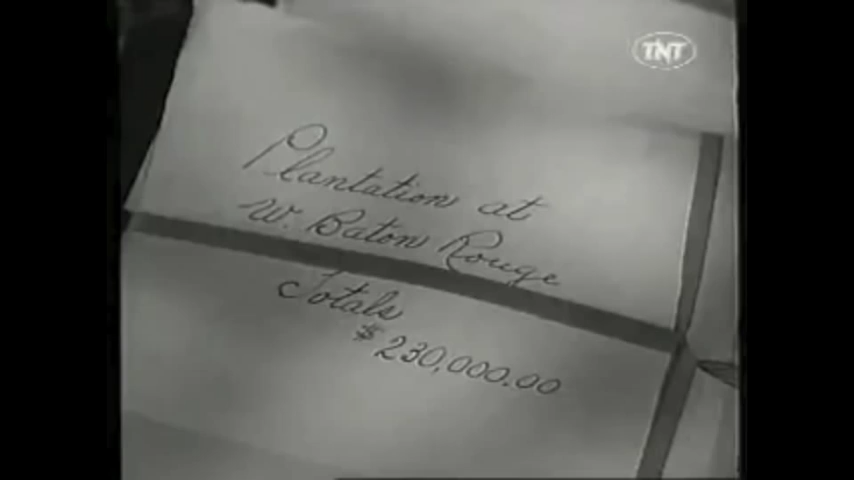 TNT
Plantation at
W. Baton Rouge
Totals
$230,000.00